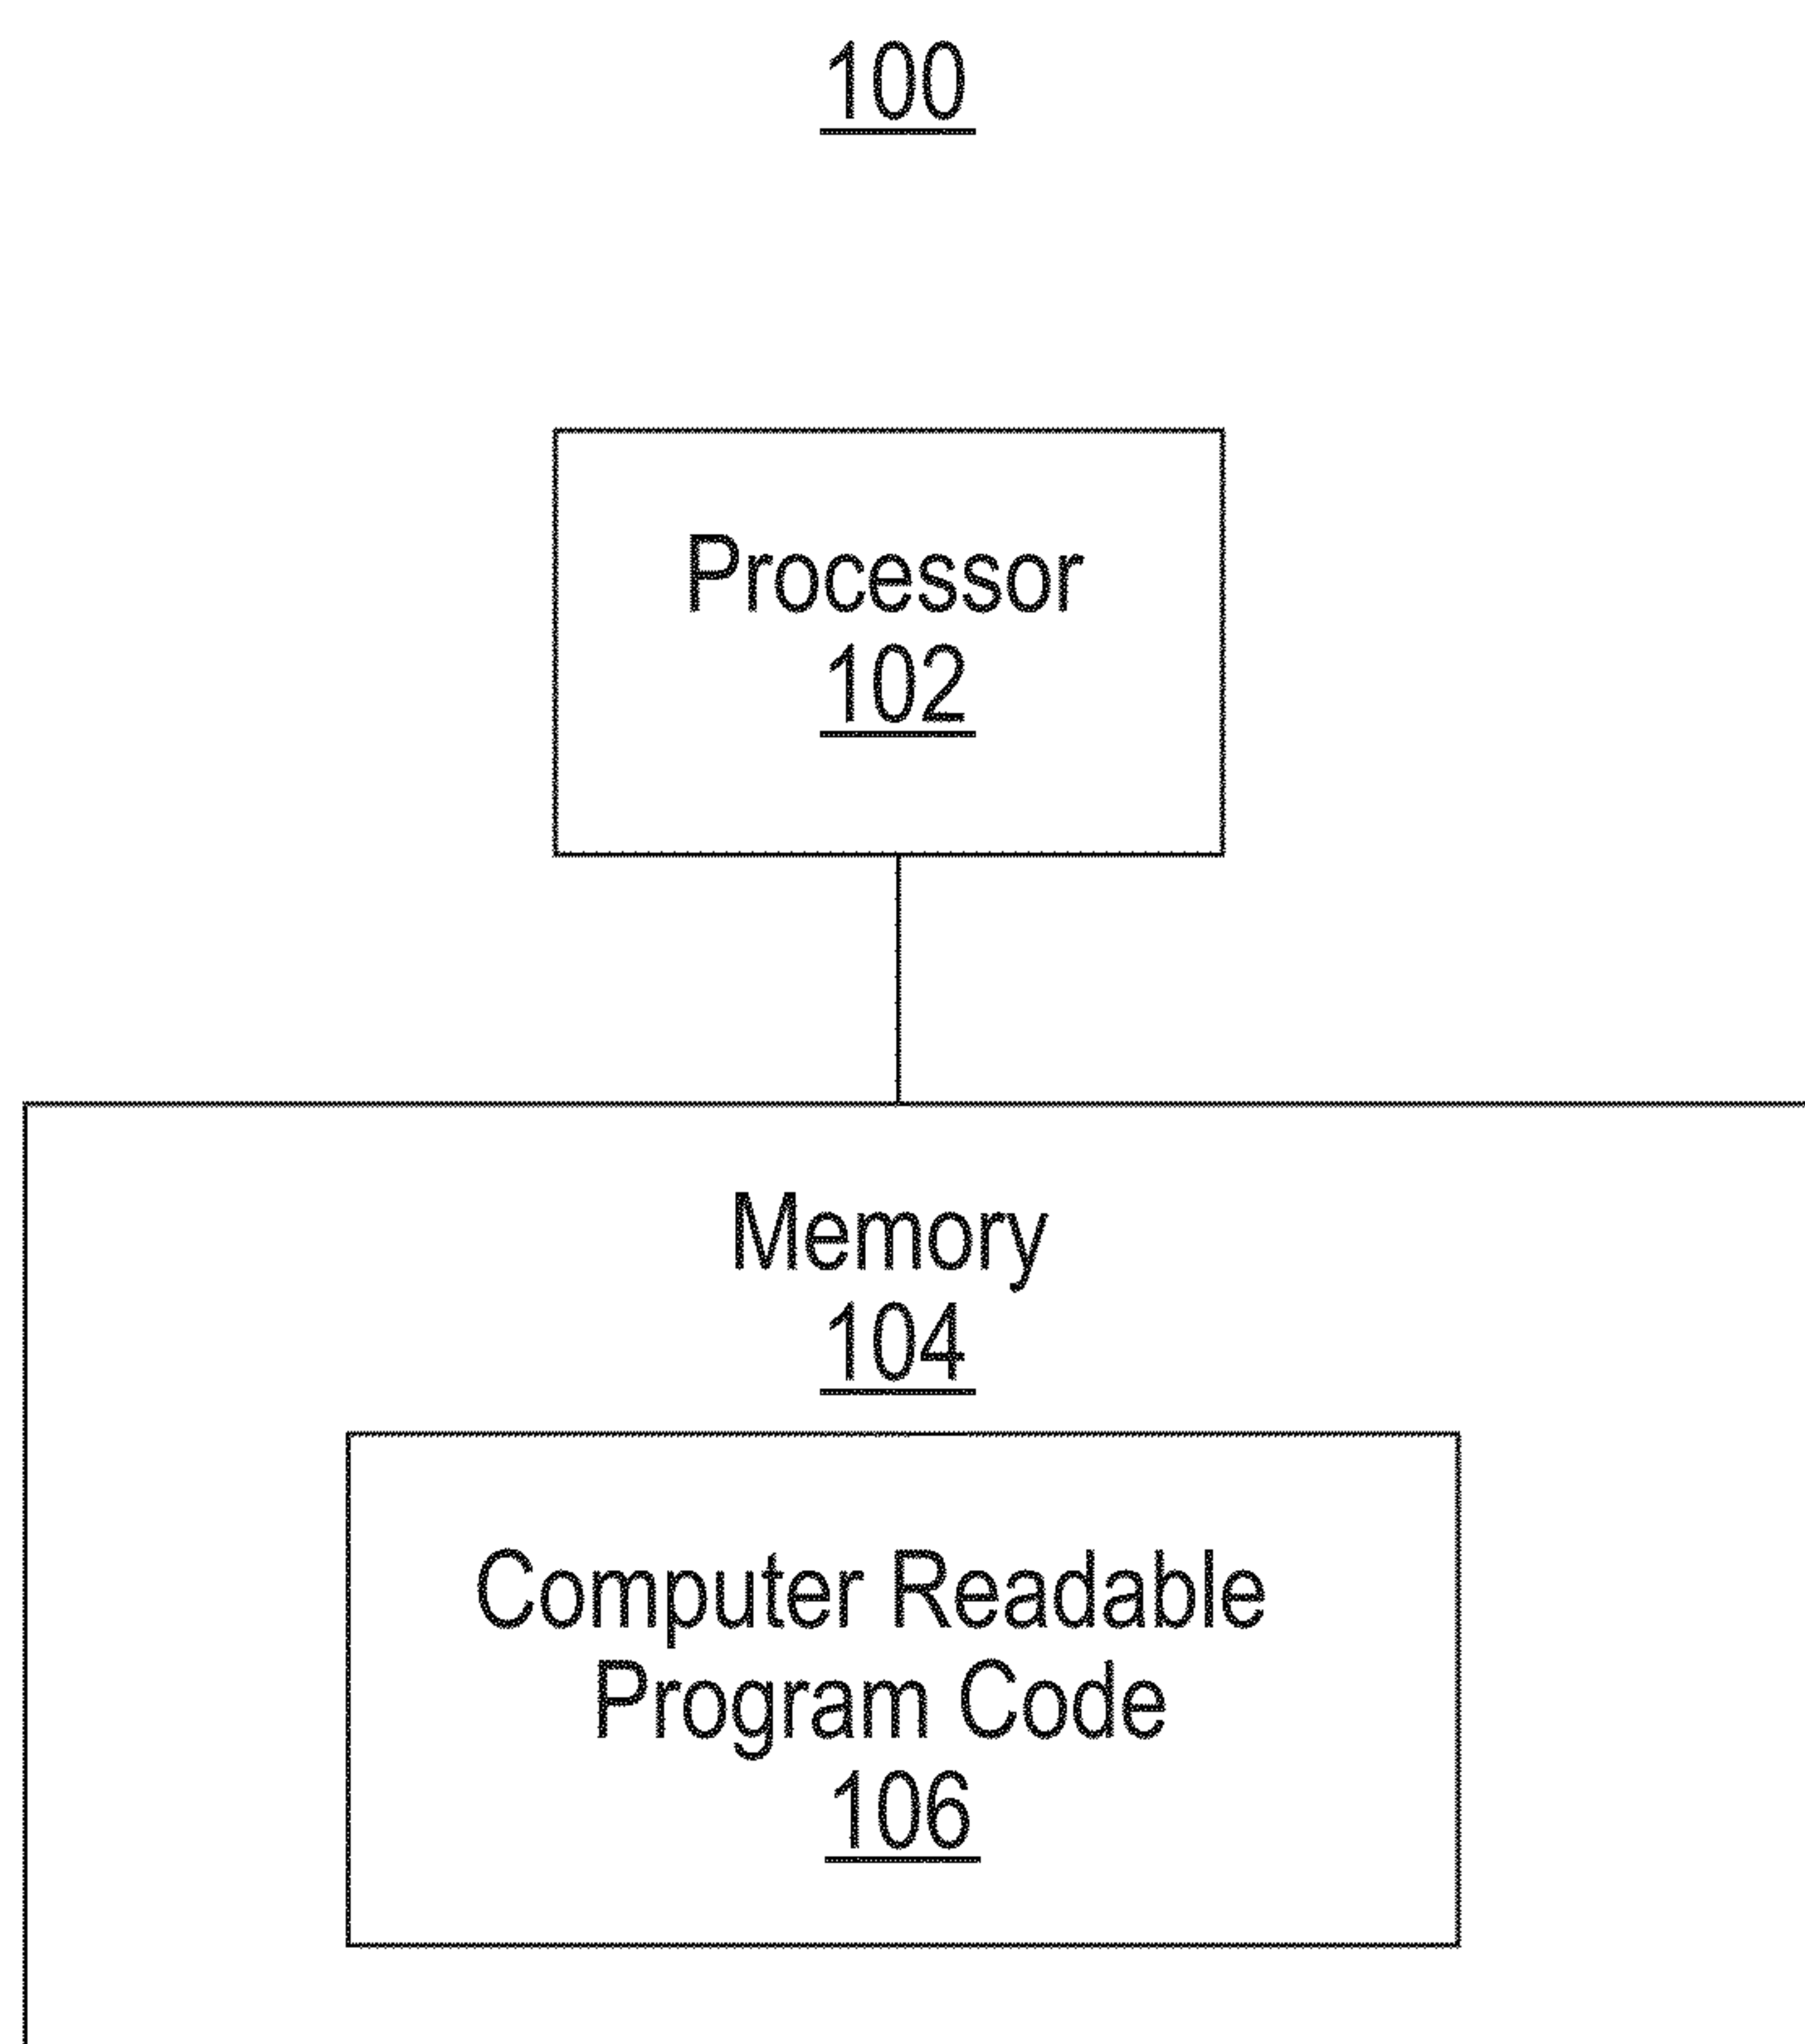 100
Processor
102
Memory
104
Computer Readable
Program Code
106